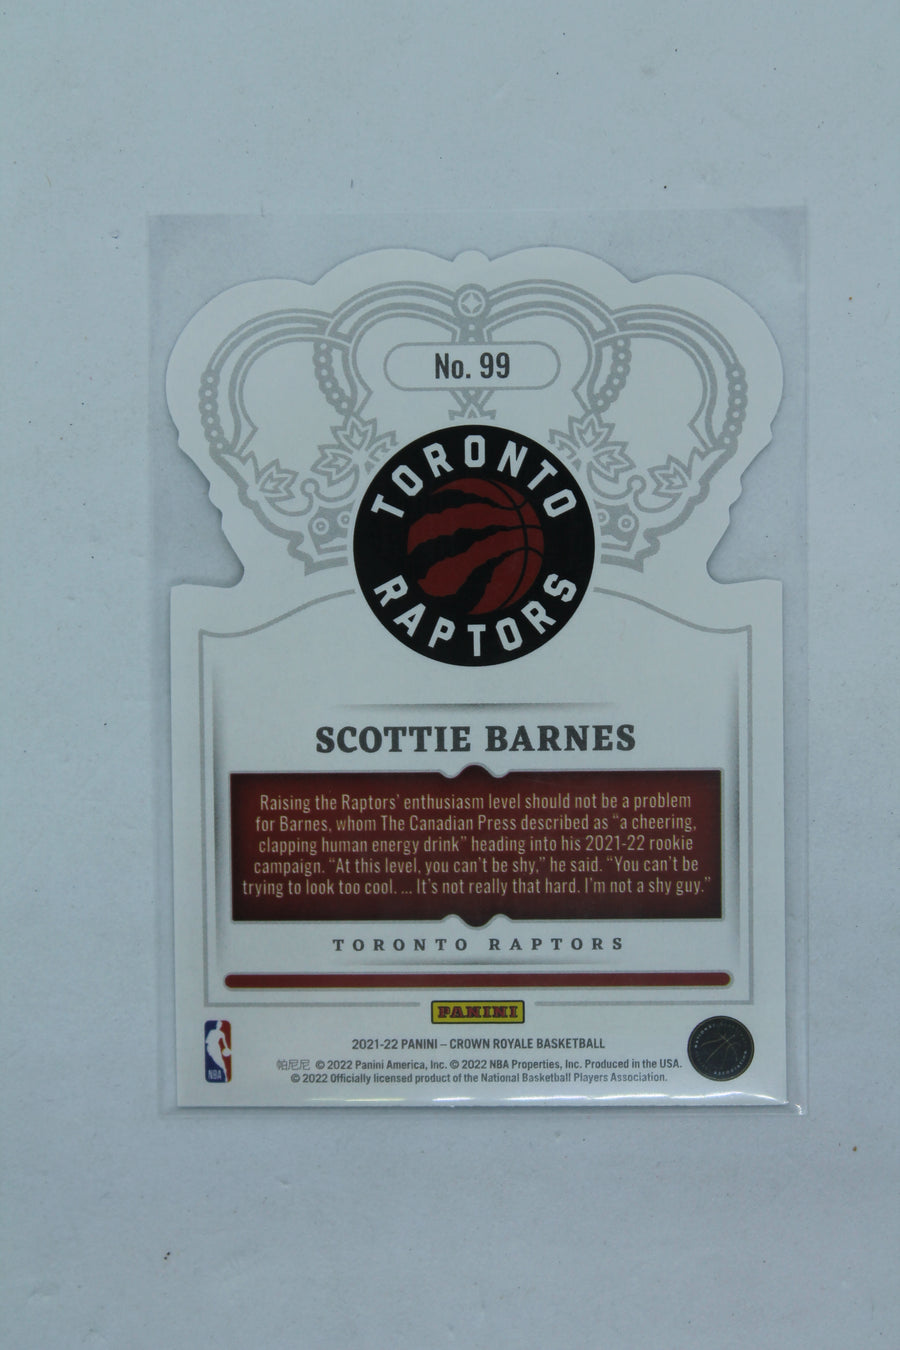 No. 99
TORONTO
RAPTORS
SCOTTIE BARNES
Raising the Raptors' enthusiasm level should not be a problem
for Barnes, whom The Canadian Press described as "a cheering,
clapping human energy drink" heading into his 2021-22 rookie
campaign. "At this level, you can't be shy," he said. "You can't be
trying to look too cool. ... It's not really that hard. I'm not a shy guy."
TORONTO RAPTORS
PANINI
2021-22 PANINI – CROWN ROYALE BASKETBALL
帕尼尼 © 2022 Panini America, Inc. © 2022 NBA Properties, Inc. Produced in the USA.
© 2022 Officially licensed product of the National Basketball Players Association.
NBA